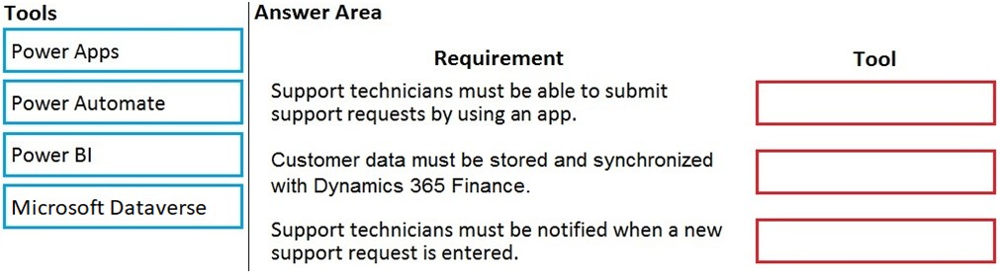 Tools
Power Apps
Power Automate
Power BI
Microsoft Dataverse
Answer Area
Requirement
Tool
Support technicians must be able to submit
support requests by using an app.
Customer data must be stored and synchronized
with Dynamics 365 Finance.
Support technicians must be notified when a new
support request is entered.